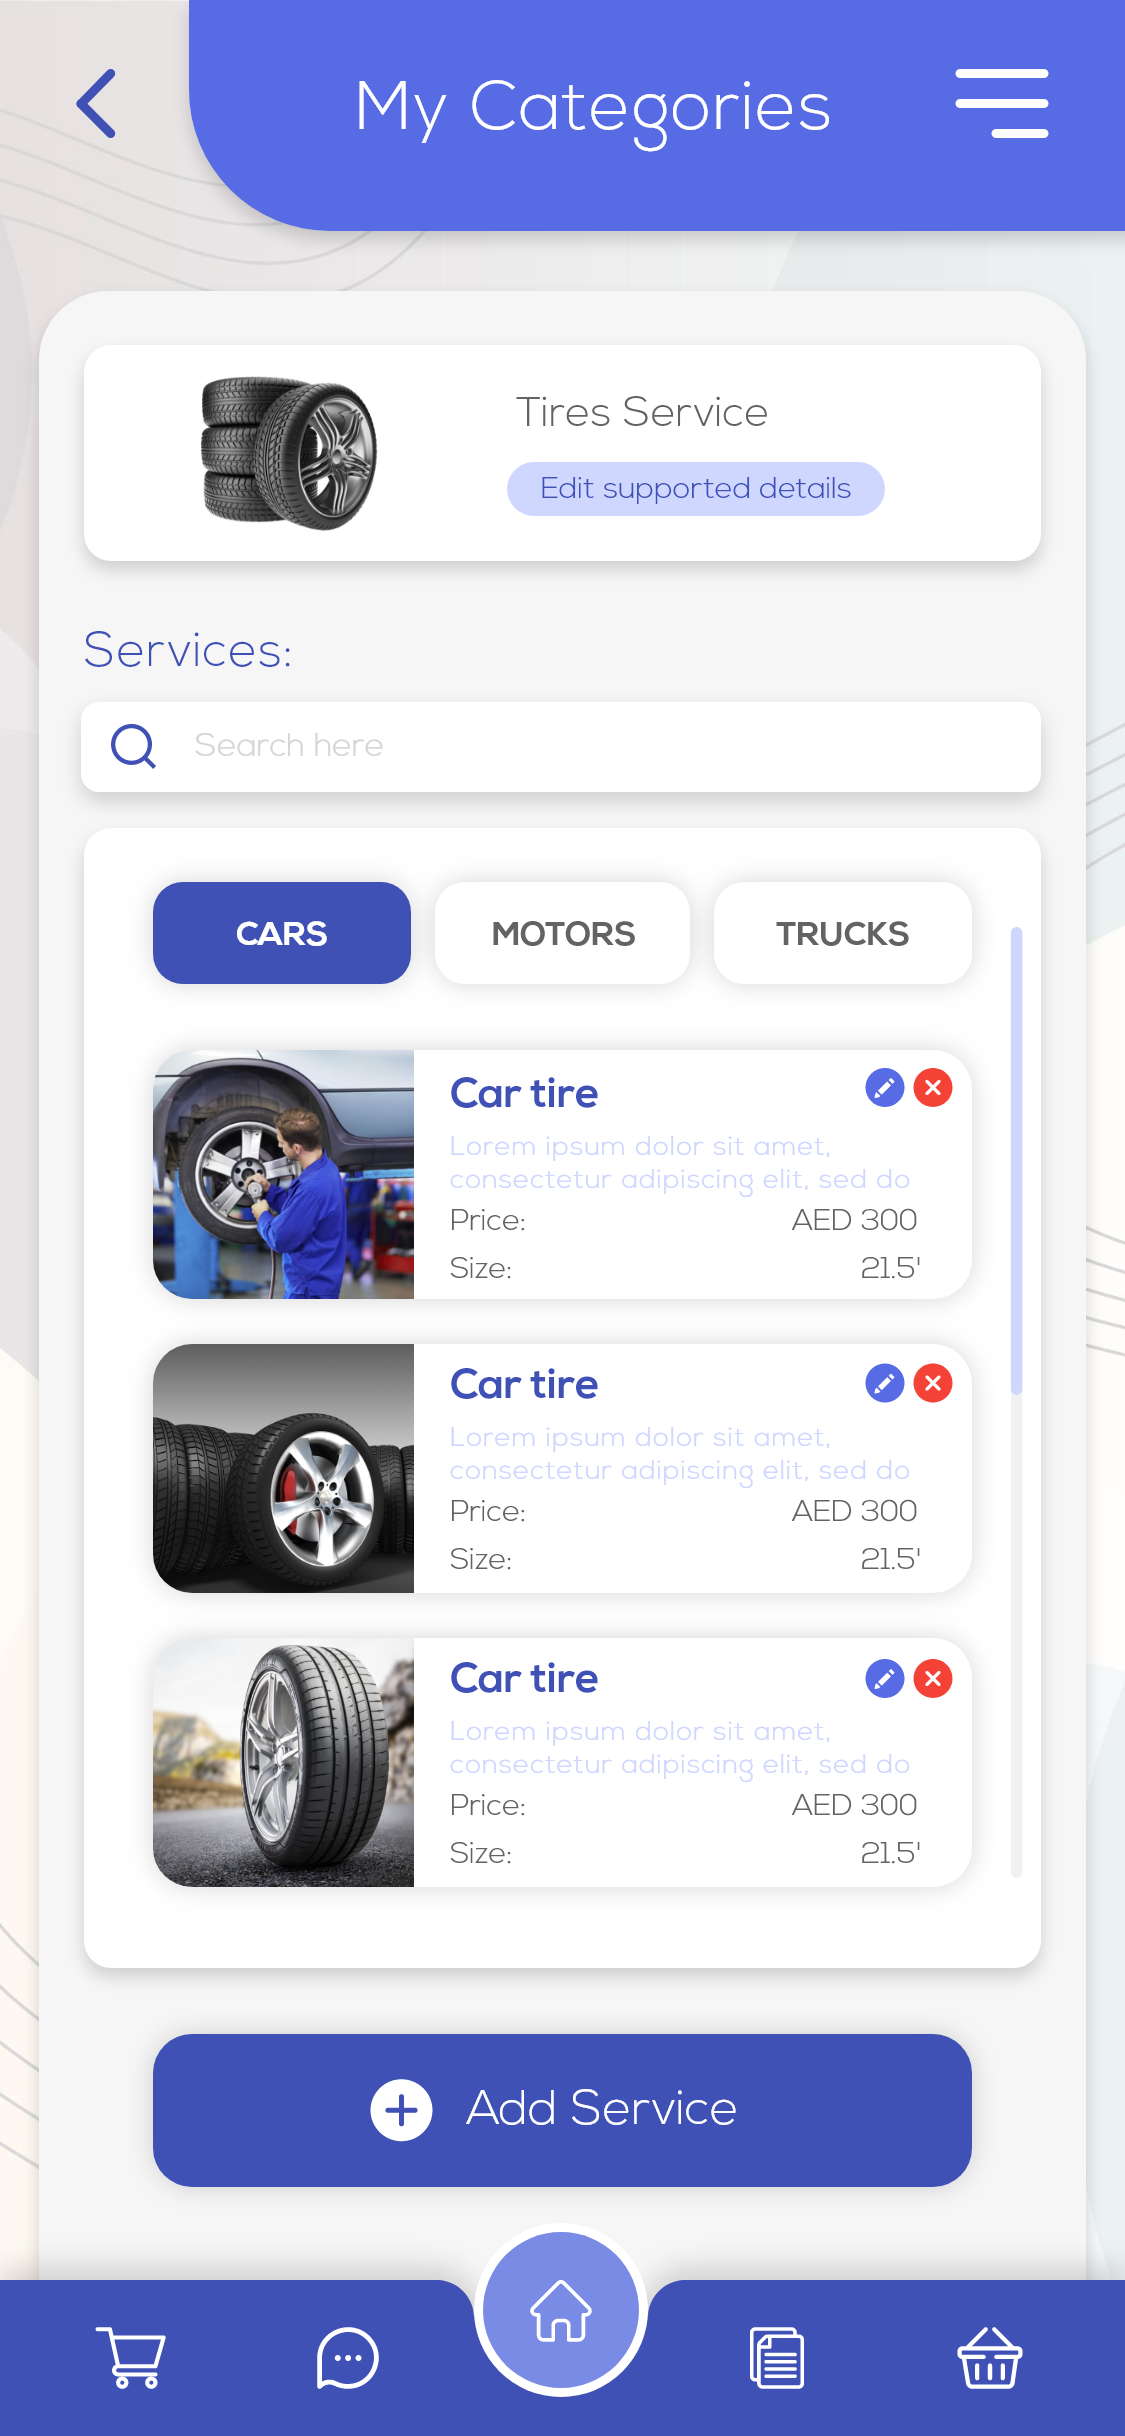 My Categories
Tires Service
Edit supported details
Services:
Search here
CARS
MOTORS
TRUCKS
Car tire
Lorem ipsum dolor sit amet,
consectetur adipiscing elit, sed do
Price: AED 300
Size: 21.5'
Car tire
Lorem ipsum dolor sit amet,
consectetur adipiscing elit, sed do
Price: AED 300
Size: 21.5'
Car tire
Lorem ipsum dolor sit amet,
consectetur adipiscing elit, sed do
Price: AED 300
Size: 21.5'
Add Service